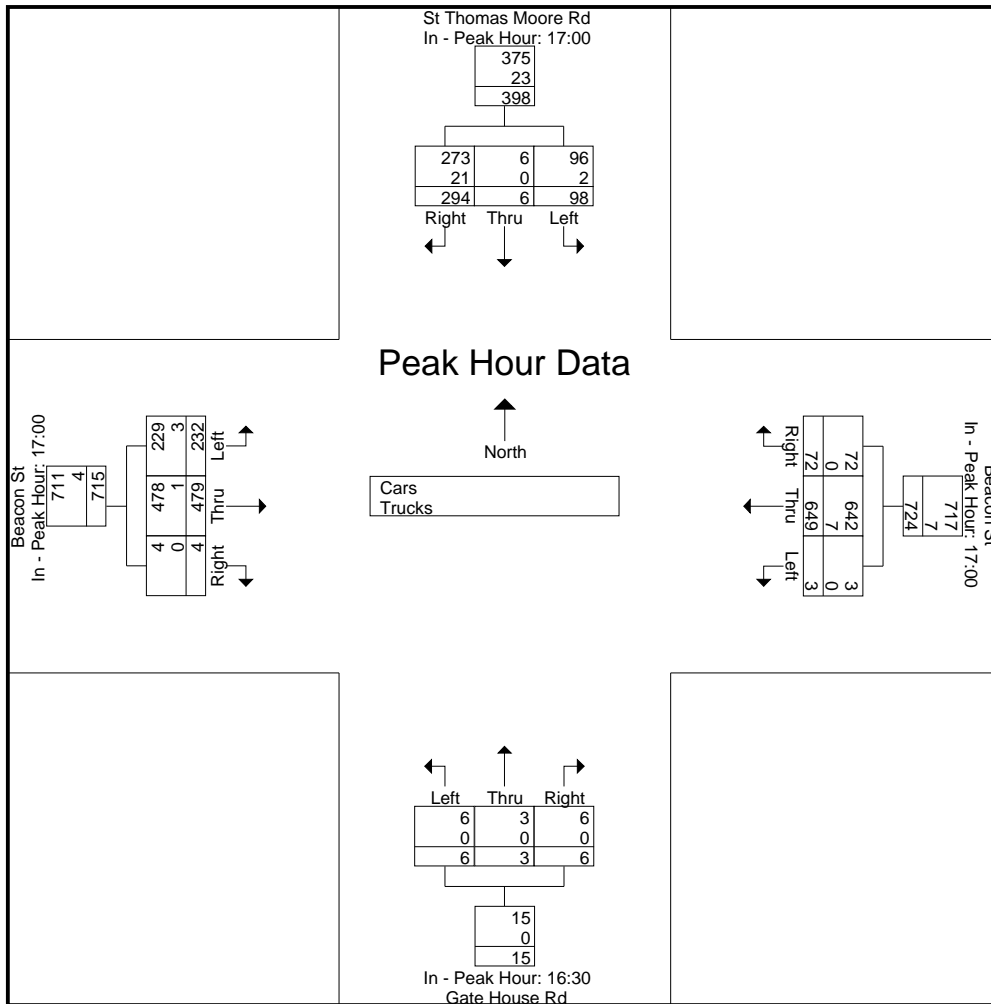 St Thomas Moore Rd
In - Peak Hour: 17:00
375
23
398
273 6 96
21 0 2
294 6 98
Right Thru Left
Peak Hour Data
North
Cars
Trucks
Beacon St
In - Peak Hour: 17:00
711
4
715
229 3 232
Left
478 1 479
Thru
4 0 4
Right
Beacon St
In - Peak Hour: 17:00
717
7
724
Right
72 0 72
Thru
649 7 642
Left
3 0 3
Left Thru Right
6 3 6
0 0 0
6 3 6
15
0
15
In - Peak Hour: 16:30
Gate House Rd